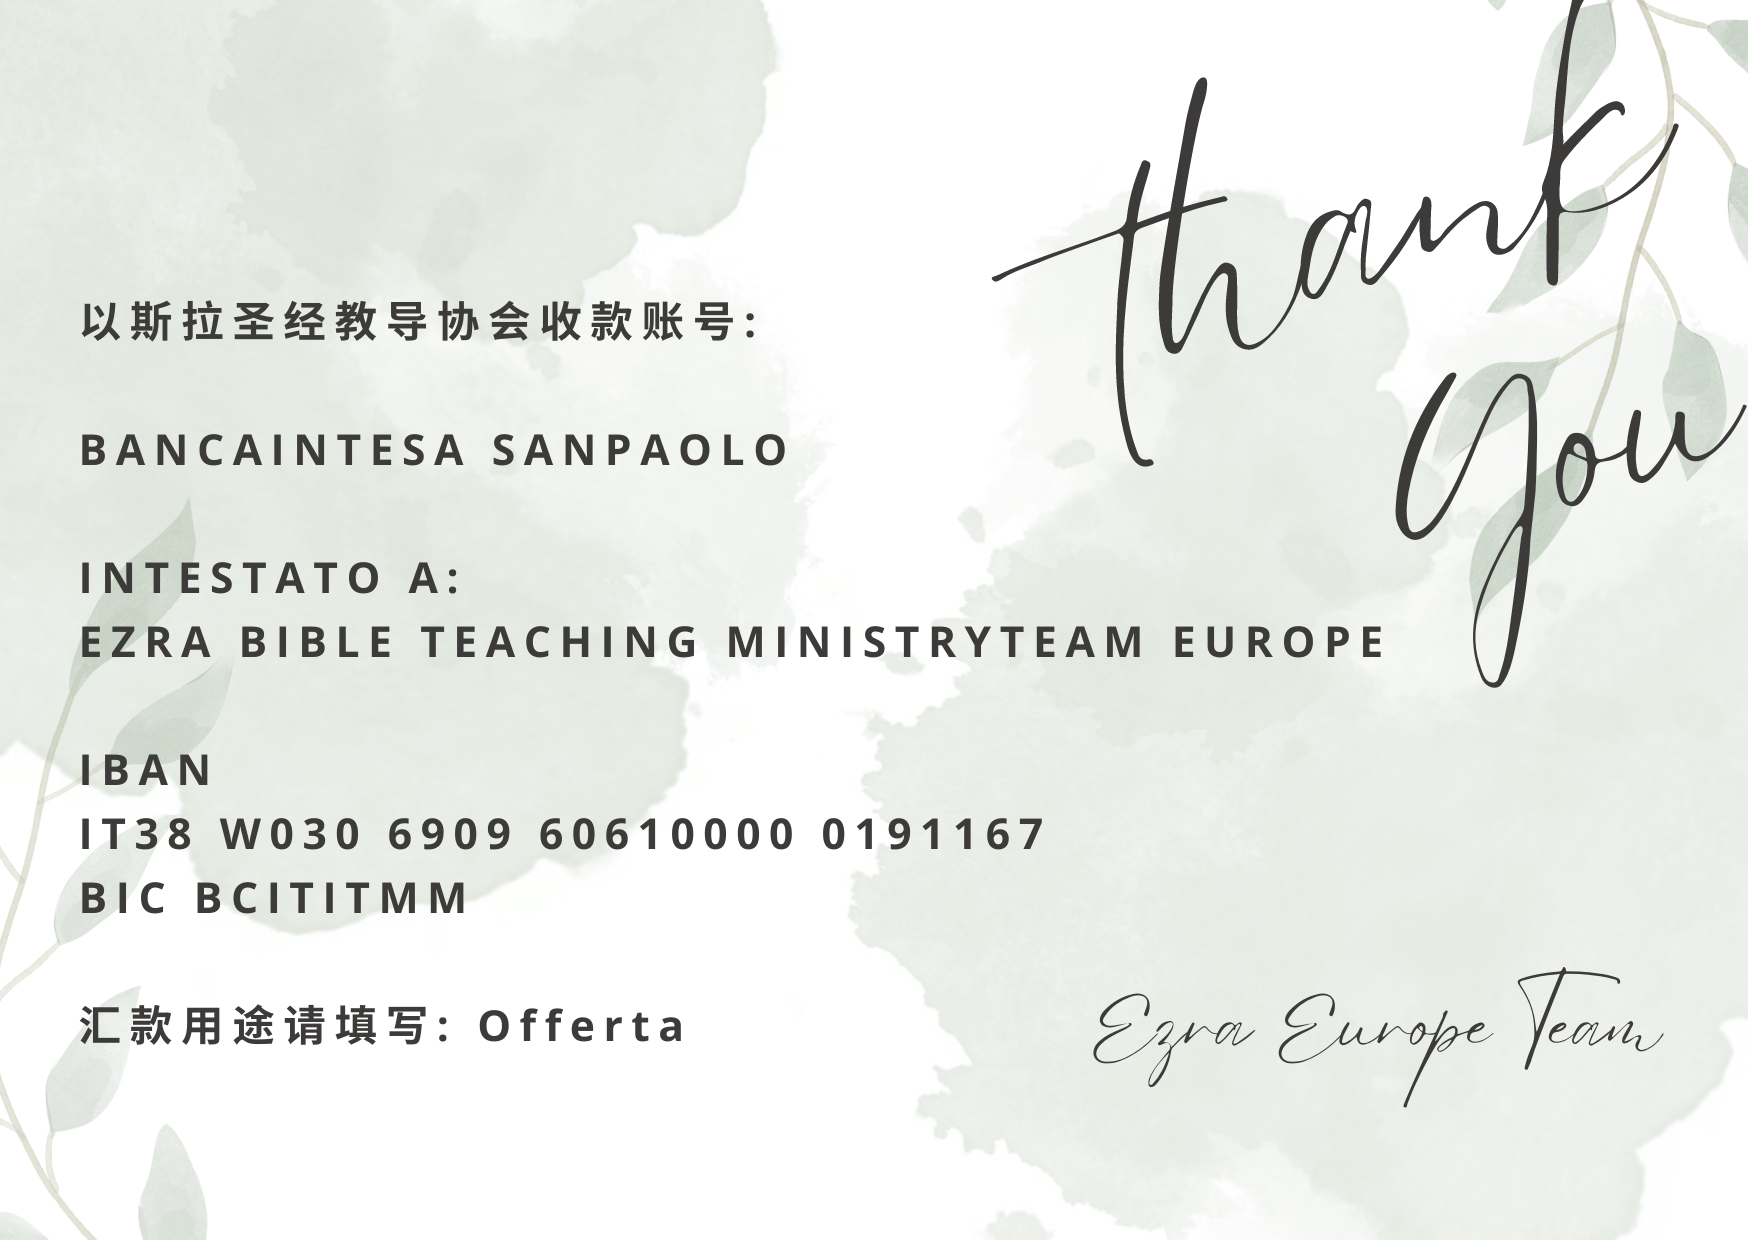 thank
you
以斯拉圣经教导协会收款账号:
BANCAINTESA SANPAOLO
INTESTATO A:
EZRA BIBLE TEACHING MINISTRYTEAM EUROPE
IBAN
IT38 W030 6909 60610000 0191167
BIC BCITITMM
汇款用途请填写: Offerta
Ezra Europe Team